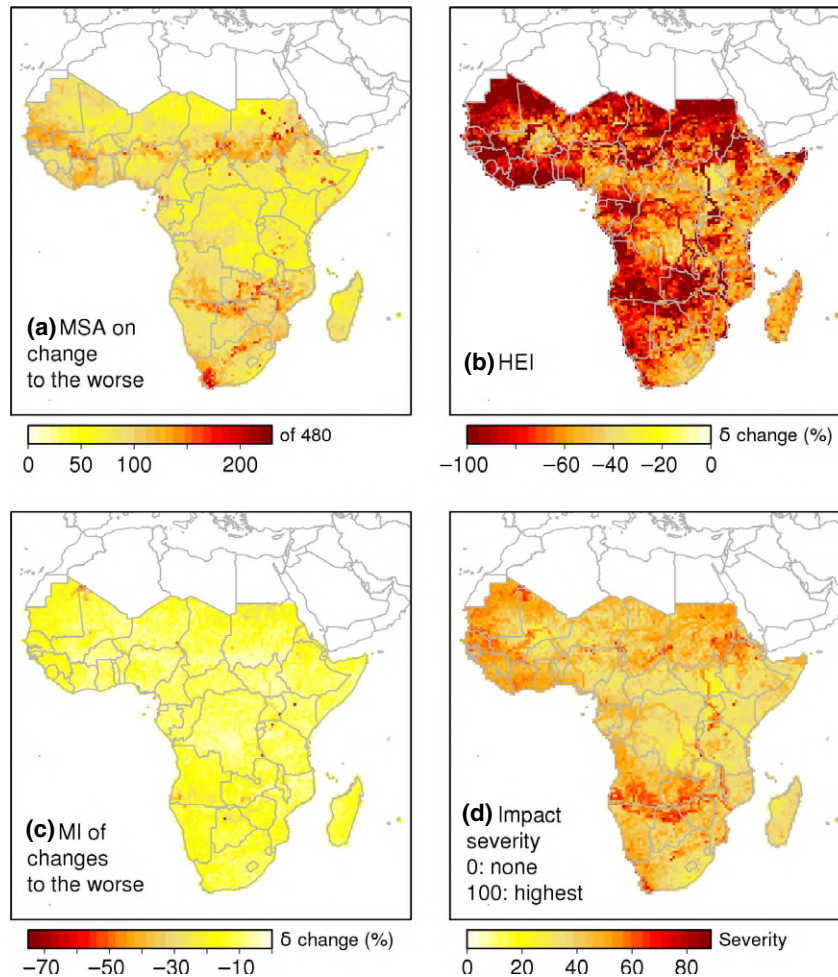 (a) MSA on
change
to the worse
of 480
0 50 100 200
(b) HEI
δ change (%)
−100 −60 −40 −20 0
(c) MI of
changes
to the worse
δ change (%)
−70 −50 −30 −10
(d) Impact
severity
0: none
100: highest
Severity
0 20 40 60 80